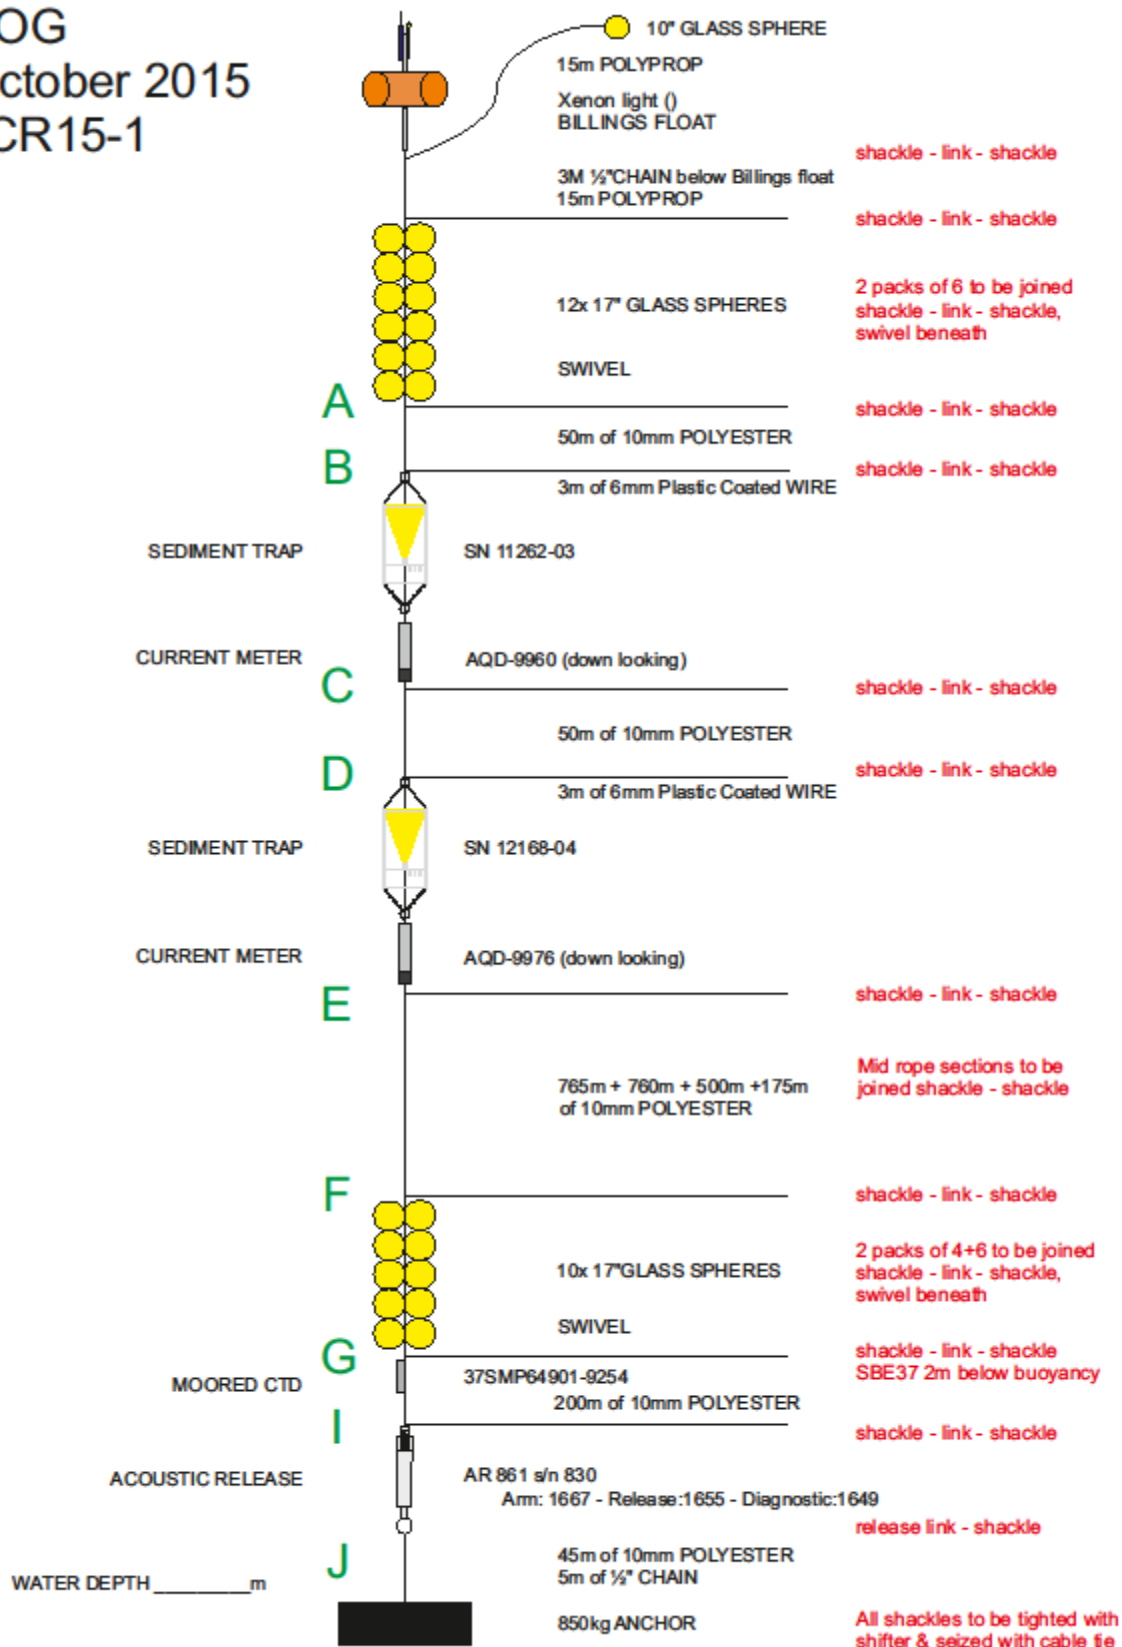 OG
ctober 2015
CR15-1
10" GLASS SPHERE
15m POLYPROP
Xenon light ()
BILLINGS FLOAT
shackle - link - shackle
3M ½"CHAIN below Billings float
15m POLYPROP
shackle - link - shackle
12x 17" GLASS SPHERES
2 packs of 6 to be joined
shackle - link - shackle,
swivel beneath
SWIVEL
A
shackle - link - shackle
50m of 10mm POLYESTER
B
shackle - link - shackle
3m of 6mm Plastic Coated WIRE
SEDIMENT TRAP
SN 11262-03
CURRENT METER
AQD-9960 (down looking)
C
shackle - link - shackle
50m of 10mm POLYESTER
D
shackle - link - shackle
3m of 6mm Plastic Coated WIRE
SEDIMENT TRAP
SN 12168-04
CURRENT METER
AQD-9976 (down looking)
E
shackle - link - shackle
765m + 760m + 500m +175m
of 10mm POLYESTER
Mid rope sections to be
joined shackle - shackle
F
shackle - link - shackle
10x 17"GLASS SPHERES
2 packs of 4+6 to be joined
shackle - link - shackle,
swivel beneath
SWIVEL
G
shackle - link - shackle
SBE37 2m below buoyancy
MOORED CTD
37SMP64901-9254
200m of 10mm POLYESTER
I
shackle - link - shackle
ACOUSTIC RELEASE
AR 861 s/n 830
Arm: 1667 - Release:1655 - Diagnostic:1649
release link - shackle
J
45m of 10mm POLYESTER
5m of ½" CHAIN
WATER DEPTH _________m
850kg ANCHOR
All shackles to be tighted with
shifter & seized with cable tie